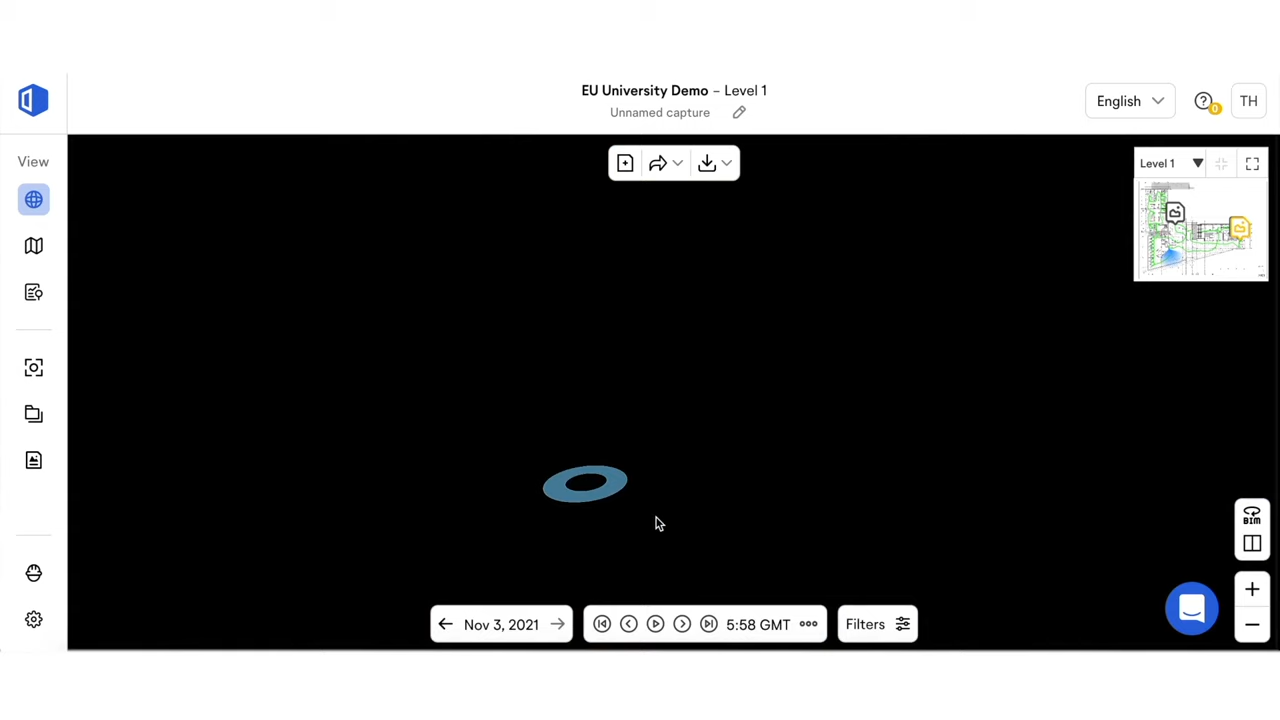 EU University Demo – Level 1
Unnamed capture
English
0
TH
View
Level 1
BIM
Nov 3, 2021
5:58 GMT
Filters